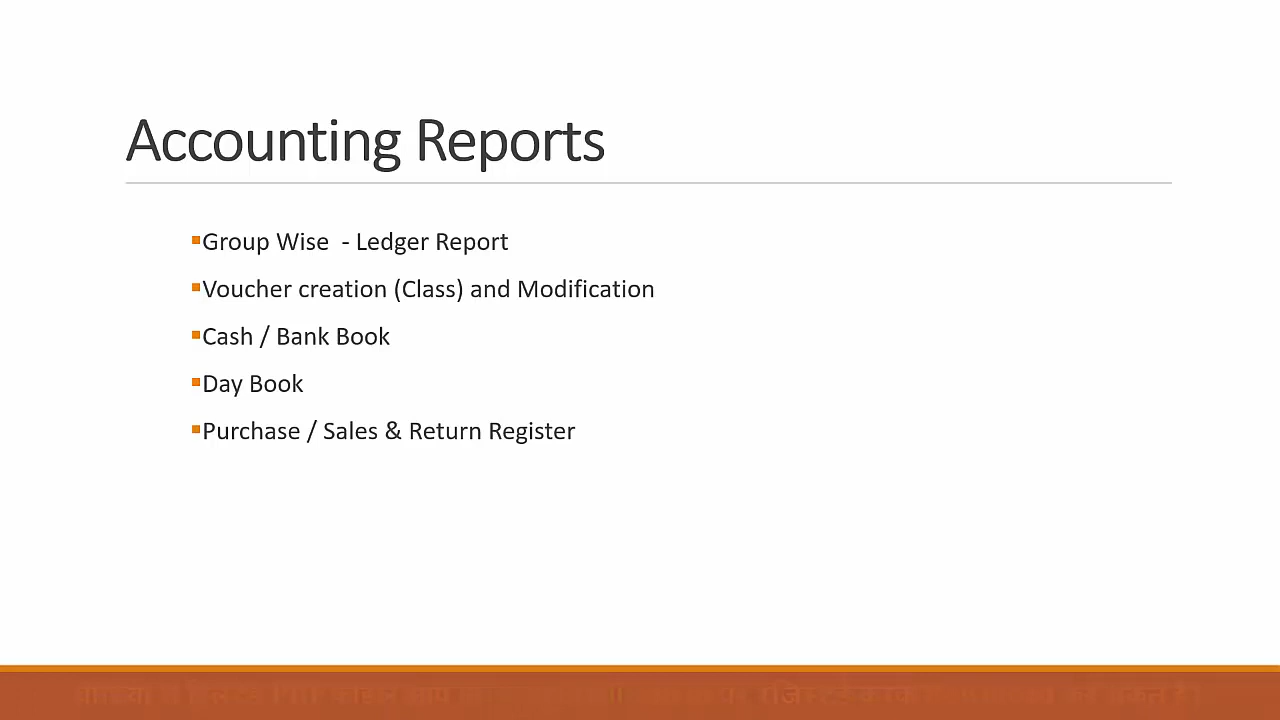 Accounting Reports
Group Wise - Ledger Report
Voucher creation (Class) and Modification
Cash / Bank Book
Day Book
Purchase / Sales & Return Register